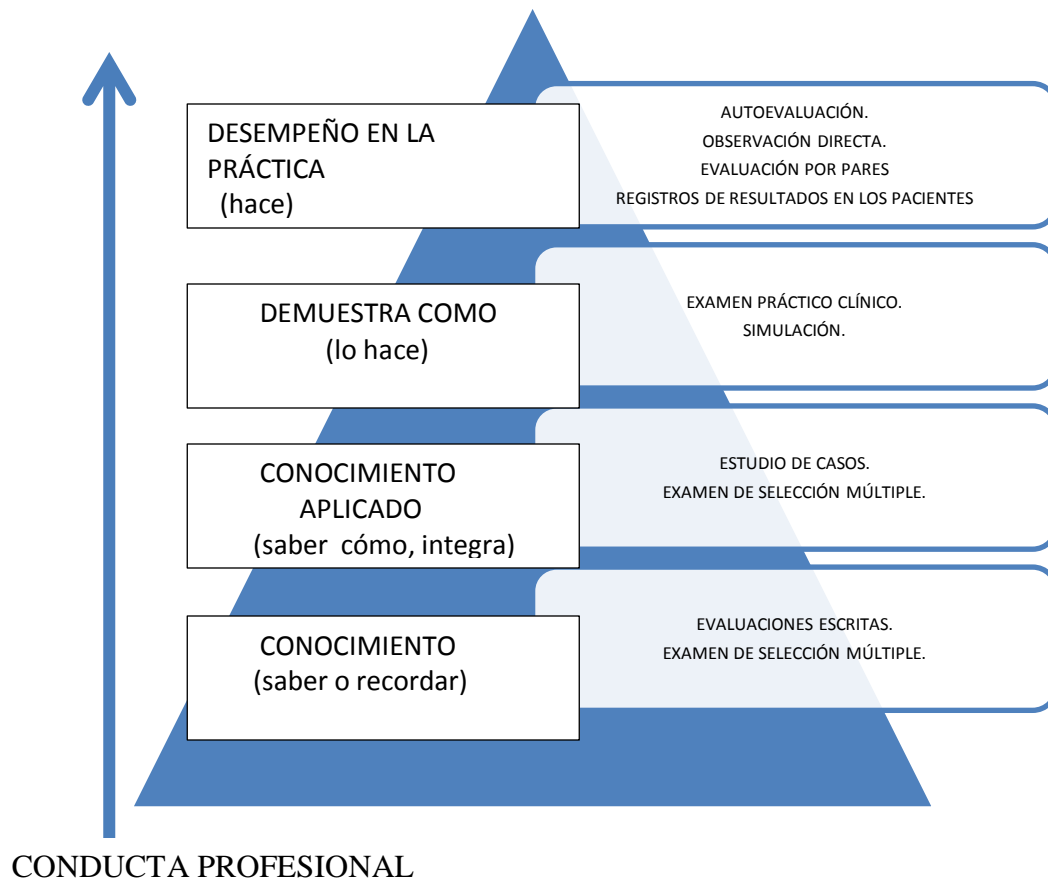 DESEMPEÑO EN LA
PRÁCTICA
(hace)
AUTOEVALUACIÓN.
OBSERVACIÓN DIRECTA.
EVALUACIÓN POR PARES
REGISTROS DE RESULTADOS EN LOS PACIENTES
DEMUESTRA COMO
(lo hace)
EXAMEN PRÁCTICO CLÍNICO.
SIMULACIÓN.
CONOCIMIENTO
APLICADO
(saber cómo, integra)
ESTUDIO DE CASOS.
EXAMEN DE SELECCIÓN MÚLTIPLE.
CONOCIMIENTO
(saber o recordar)
EVALUACIONES ESCRITAS.
EXAMEN DE SELECCIÓN MÚLTIPLE.
CONDUCTA PROFESIONAL